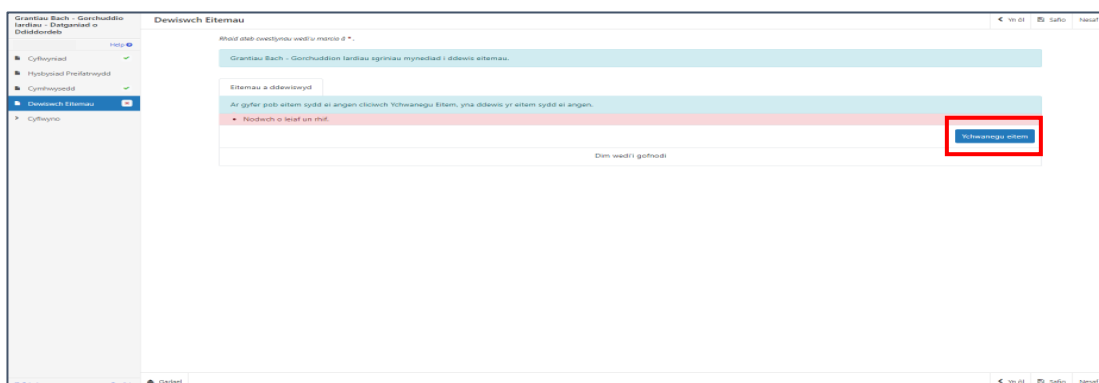 Grantiau Bach - Gorchuddio
Iardiau - Datganiad o
Ddiddordeb
Help
Cyflwyniad
Hysbysiad Preifatrwydd
Cymhwysedd
Dewiswch Eitemau
Cyflwyno
Dewiswch Eitemau
Yn ôl
Safio
Nesaf
Rhaid ateb cwestiynau wedi'u marcio â *.
Grantiau Bach - Gorchuddion Iardiau sgriniau mynediad i ddewis eitemau.
Eitemau a ddewiswyd
Ar gyfer pob eitem sydd ei angen cliciwch Ychwanegu Eitem, yna ddewis yr eitem sydd ei angen.
Nodwch o leiaf un rhif.
Ychwanegu eitem
Dim wedi'i gofnodi
Gadael
Yn ôl
Safio
Nesaf